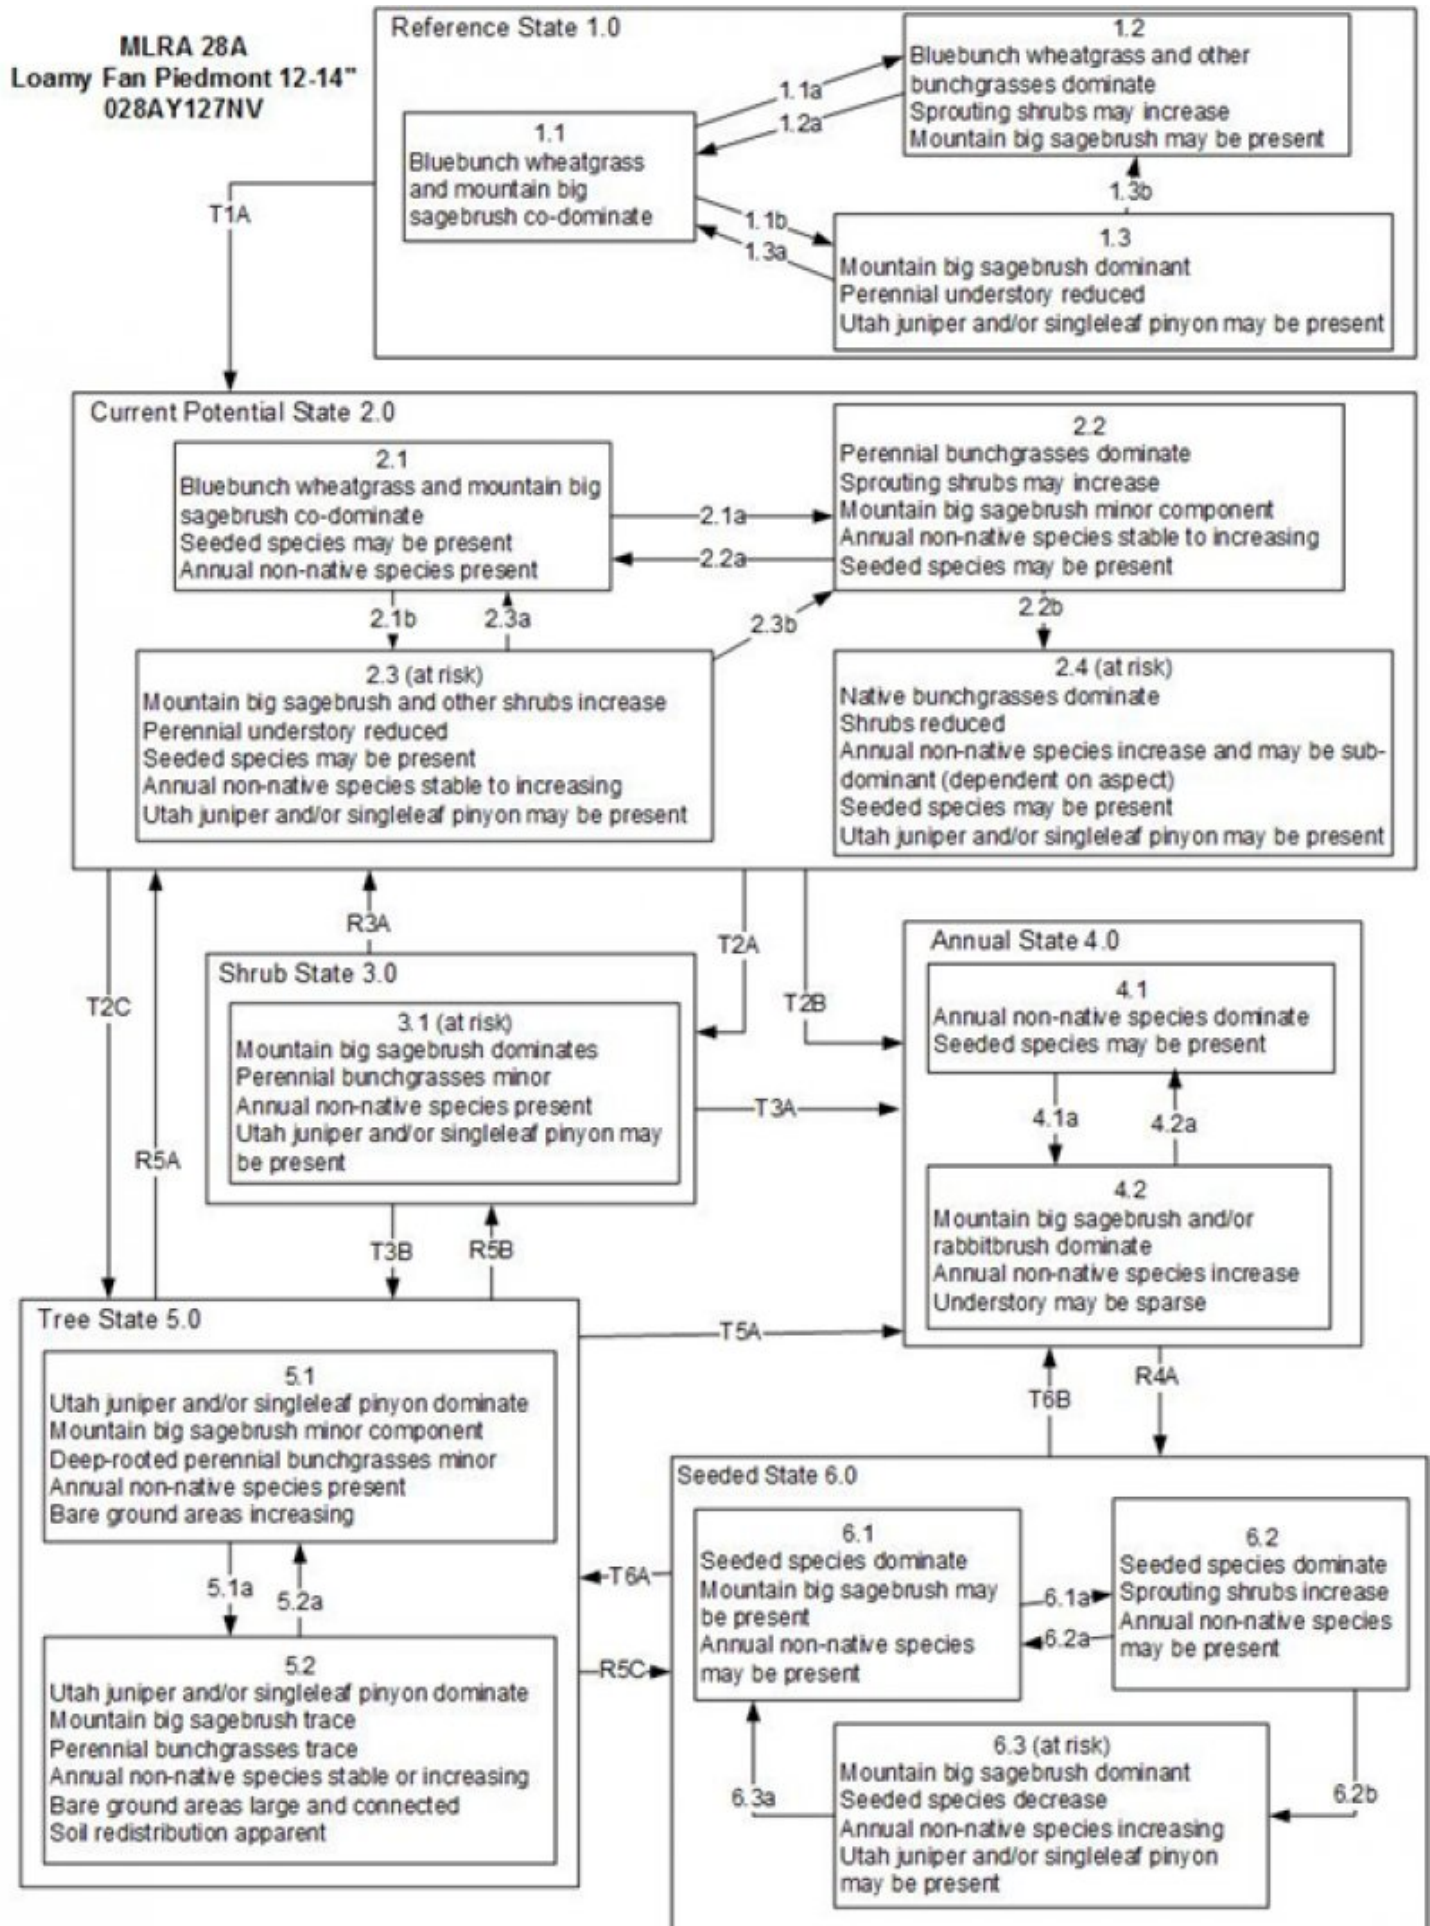 MLRA 28A
Loamy Fan Piedmont 12-14"
028AY127NV
Reference State 1.0
1.1
Bluebunch wheatgrass
and mountain big
sagebrush co-dominate
1.1a
1.2a
1.2
Bluebunch wheatgrass and other
bunchgrasses dominate
Sprouting shrubs may increase
Mountain big sagebrush may be present
1.3b
1.1b
1.3a
1.3
Mountain big sagebrush dominant
Perennial understory reduced
Utah juniper and/or singleleaf pinyon may be present
T1A
Current Potential State 2.0
2.1
Bluebunch wheatgrass and mountain big
sagebrush co-dominate
Seeded species may be present
Annual non-native species present
2.1a
2.2a
2.2
Perennial bunchgrasses dominate
Sprouting shrubs may increase
Mountain big sagebrush minor component
Annual non-native species stable to increasing
Seeded species may be present
2.1b
2.3a
2.3b
2.2b
2.3 (at risk)
Mountain big sagebrush and other shrubs increase
Perennial understory reduced
Seeded species may be present
Annual non-native species stable to increasing
Utah juniper and/or singleleaf pinyon may be present
2.4 (at risk)
Native bunchgrasses dominate
Shrubs reduced
Annual non-native species increase and may be sub-
dominant (dependent on aspect)
Seeded species may be present
Utah juniper and/or singleleaf pinyon may be present
T2C
R5A
R3A
T2A
T2B
Shrub State 3.0
3.1 (at risk)
Mountain big sagebrush dominates
Perennial bunchgrasses minor
Annual non-native species present
Utah juniper and/or singleleaf pinyon may
be present
T3A
T3B
R5B
Annual State 4.0
4.1
Annual non-native species dominate
Seeded species may be present
4.1a
4.2a
4.2
Mountain big sagebrush and/or
rabbitbrush dominate
Annual non-native species increase
Understory may be sparse
Tree State 5.0
5.1
Utah juniper and/or singleleaf pinyon dominate
Mountain big sagebrush minor component
Deep-rooted perennial bunchgrasses minor
Annual non-native species present
Bare ground areas increasing
5.1a
5.2a
5.2
Utah juniper and/or singleleaf pinyon dominate
Mountain big sagebrush trace
Perennial bunchgrasses trace
Annual non-native species stable or increasing
Bare ground areas large and connected
Soil redistribution apparent
T5A
T6B
R4A
T6A
R5C
Seeded State 6.0
6.1
Seeded species dominate
Mountain big sagebrush may
be present
Annual non-native species
may be present
6.1a
6.2a
6.2
Seeded species dominate
Sprouting shrubs increase
Annual non-native species
may be present
6.3a
6.2b
6.3 (at risk)
Mountain big sagebrush dominant
Seeded species decrease
Annual non-native species increasing
Utah juniper and/or singleleaf pinyon
may be present